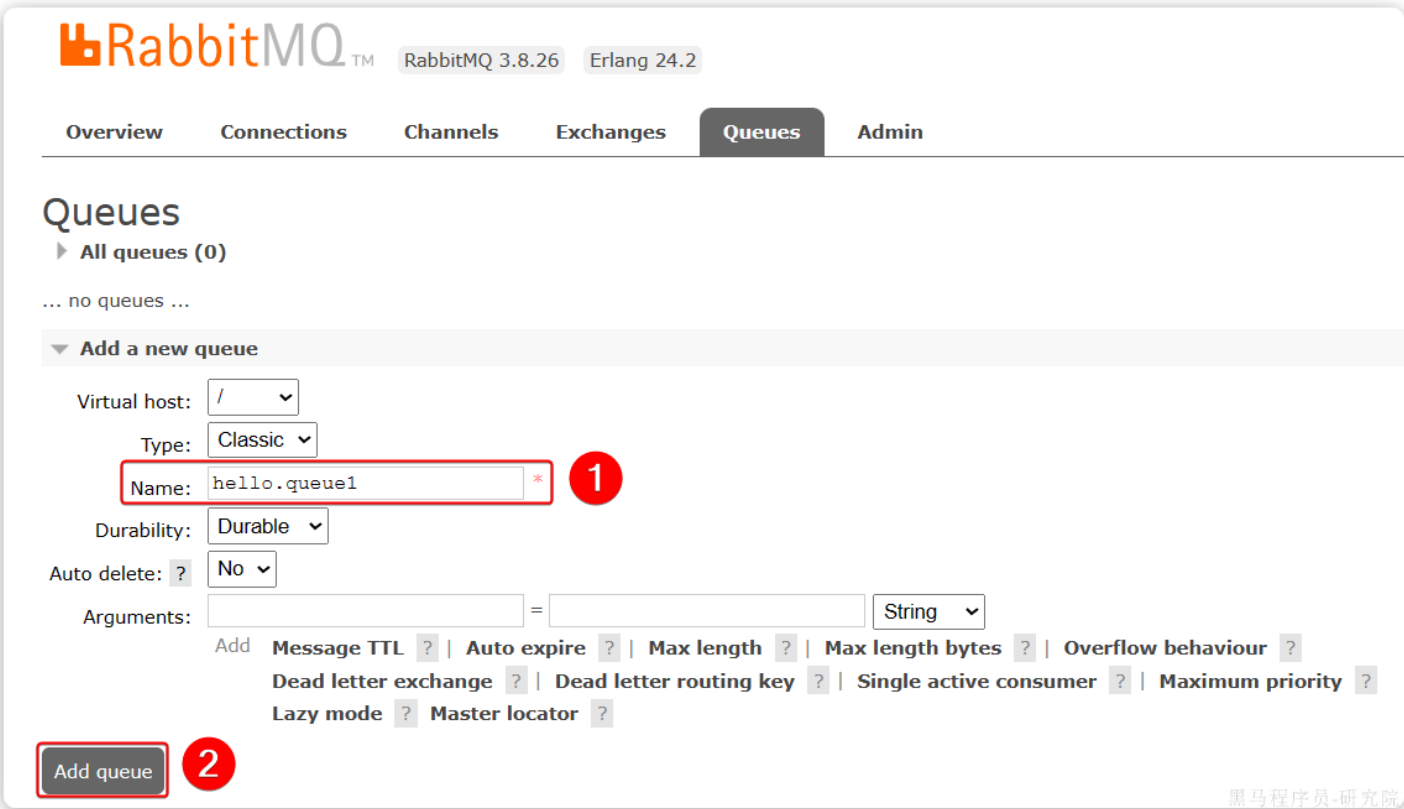 RabbitMQ TM RabbitMQ 3.8.26 Erlang 24.2
Overview Connections Channels Exchanges Queues Admin
Queues
All queues (0)
... no queues ...
Add a new queue
Virtual host: /
Type: Classic
Name: hello.queue1 * 1
Durability: Durable
Auto delete: ? No
Arguments: = String
Add Message TTL ? | Auto expire ? | Max length ? | Max length bytes ? | Overflow behaviour ?
Dead letter exchange ? | Dead letter routing key ? | Single active consumer ? | Maximum priority ?
Lazy mode ? Master locator ?
Add queue 2
黑马程序员-研究院